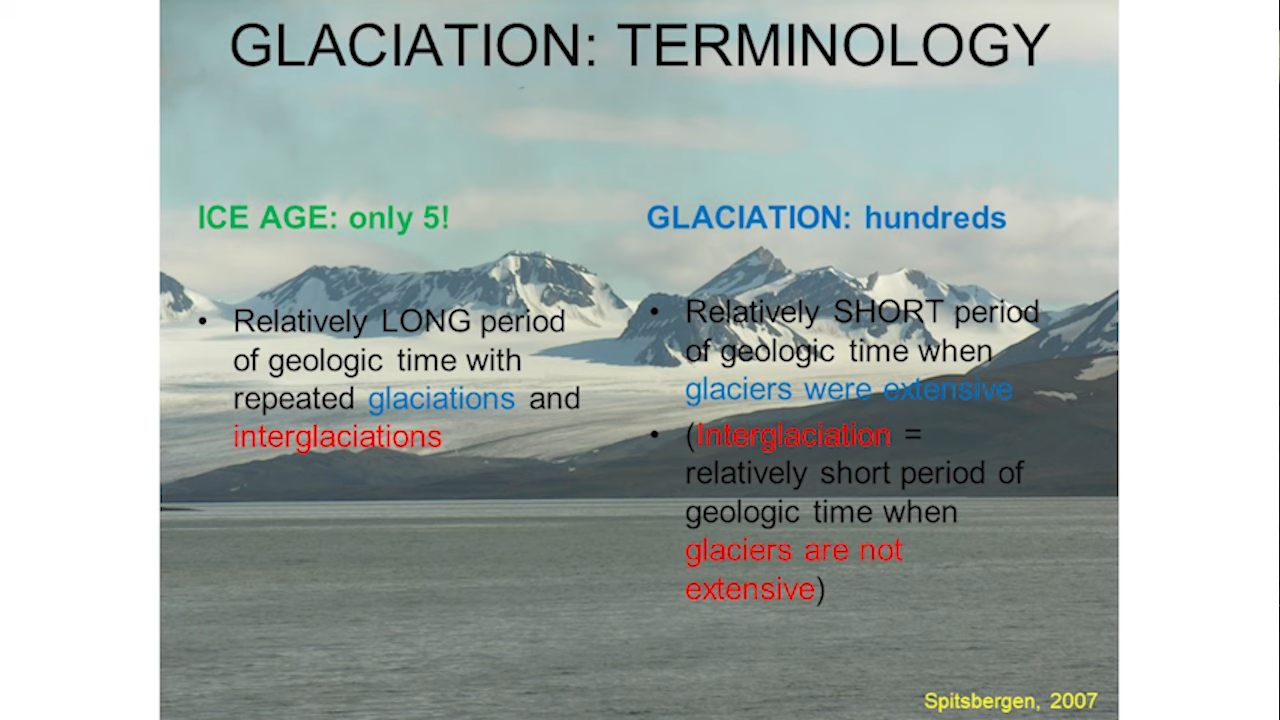 GLACIATION: TERMINOLOGY
ICE AGE: only 5!
• Relatively LONG period
of geologic time with
repeated glaciations and
interglaciations
GLACIATION: hundreds
• Relatively SHORT period
of geologic time when
glaciers were extensive
• (Interglaciation =
relatively short period of
geologic time when
glaciers are not
extensive)
Spitsbergen, 2007